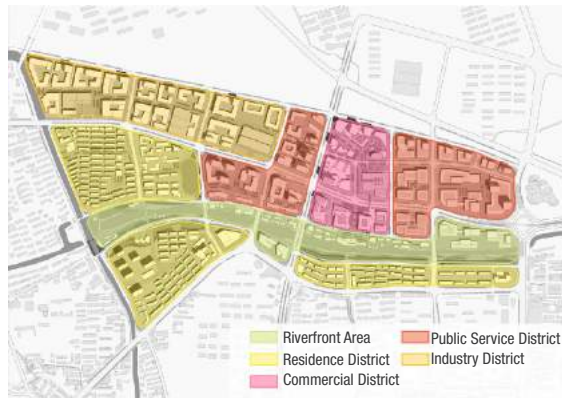 Riverfront Area
Residence District
Commercial District
Public Service District
Industry District